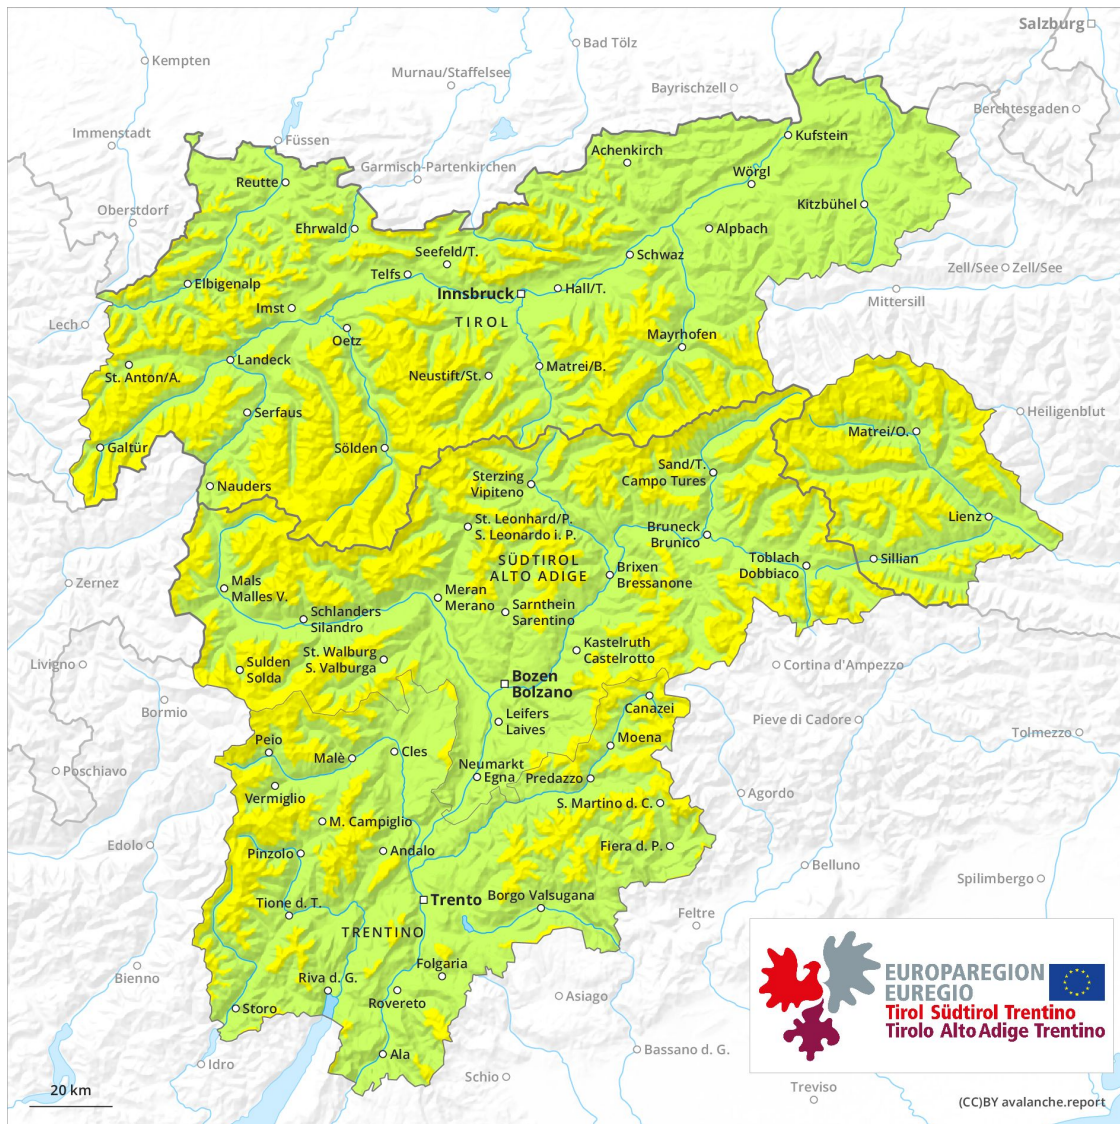 Salzburg
Kempten
Bad Tölz
Murnau/Staffelsee
Bayrischzell
Berchtesgaden
Immenstadt
Füssen
Kufstein
Achenkirch
Garmisch-Partenkirchen
Wörgl
Reutte
Oberstdorf
Kitzbühel
Ehrwald
Alpbach
Seefeld/T.
Schwaz
Telfs
Zell/See
Zell/See
Elbigenalp
Innsbruck
Hall/T.
Mittersill
Imst
TIROL
Lech
Oetz
Mayrhofen
Landeck
Matrei/B.
St. Anton/A.
Neustift/St.
Serfaus
Heiligenblut
Matrei/O.
Galtür
Sölden
Sand/T.
Campo Tures
Sterzing
Vipiteno
Nauders
St. Leonhard/P.
S. Leonardo i. P.
Lienz
Bruneck
Brunico
SÜDTIROL
ALTO ADIGE
Toblach
Dobbiaco
Sillian
Brixen
Bressanone
Zernez
Mals
Malles V.
Meran
Merano
Sarnthein
Sarentino
Schlanders
Silandro
Kastelruth
Castelrotto
St. Walburg
S. Valburga
Livigno
Sulden
Solda
Cortina d'Ampezzo
Bozen
Bolzano
Bormio
Canazei
Leifers
Laives
Pieve di Cadore
Tolmezzo
Peio
Moena
Cles
Malè
Poschiavo
Neumarkt
Egna
Predazzo
Vermiglio
Agordo
S. Martino d. C.
M. Campiglio
Edolo
Pinzolo
Andalo
Fiera d. P.
Belluno
Spilimbergo
Tione d. T.
Trento
Borgo Valsugana
Feltre
TRENTINO
Folgaria
Bienno
Riva d. G.
Rovereto
Asiago
Storo
EUROPAREGION
EUREGIO
Tirol Südtirol Trentino
Tirolo Alto Adige Trentino
Ala
Bassano d. G.
Idro
Schio
Treviso
20 km
(CC)BY avalanche.report